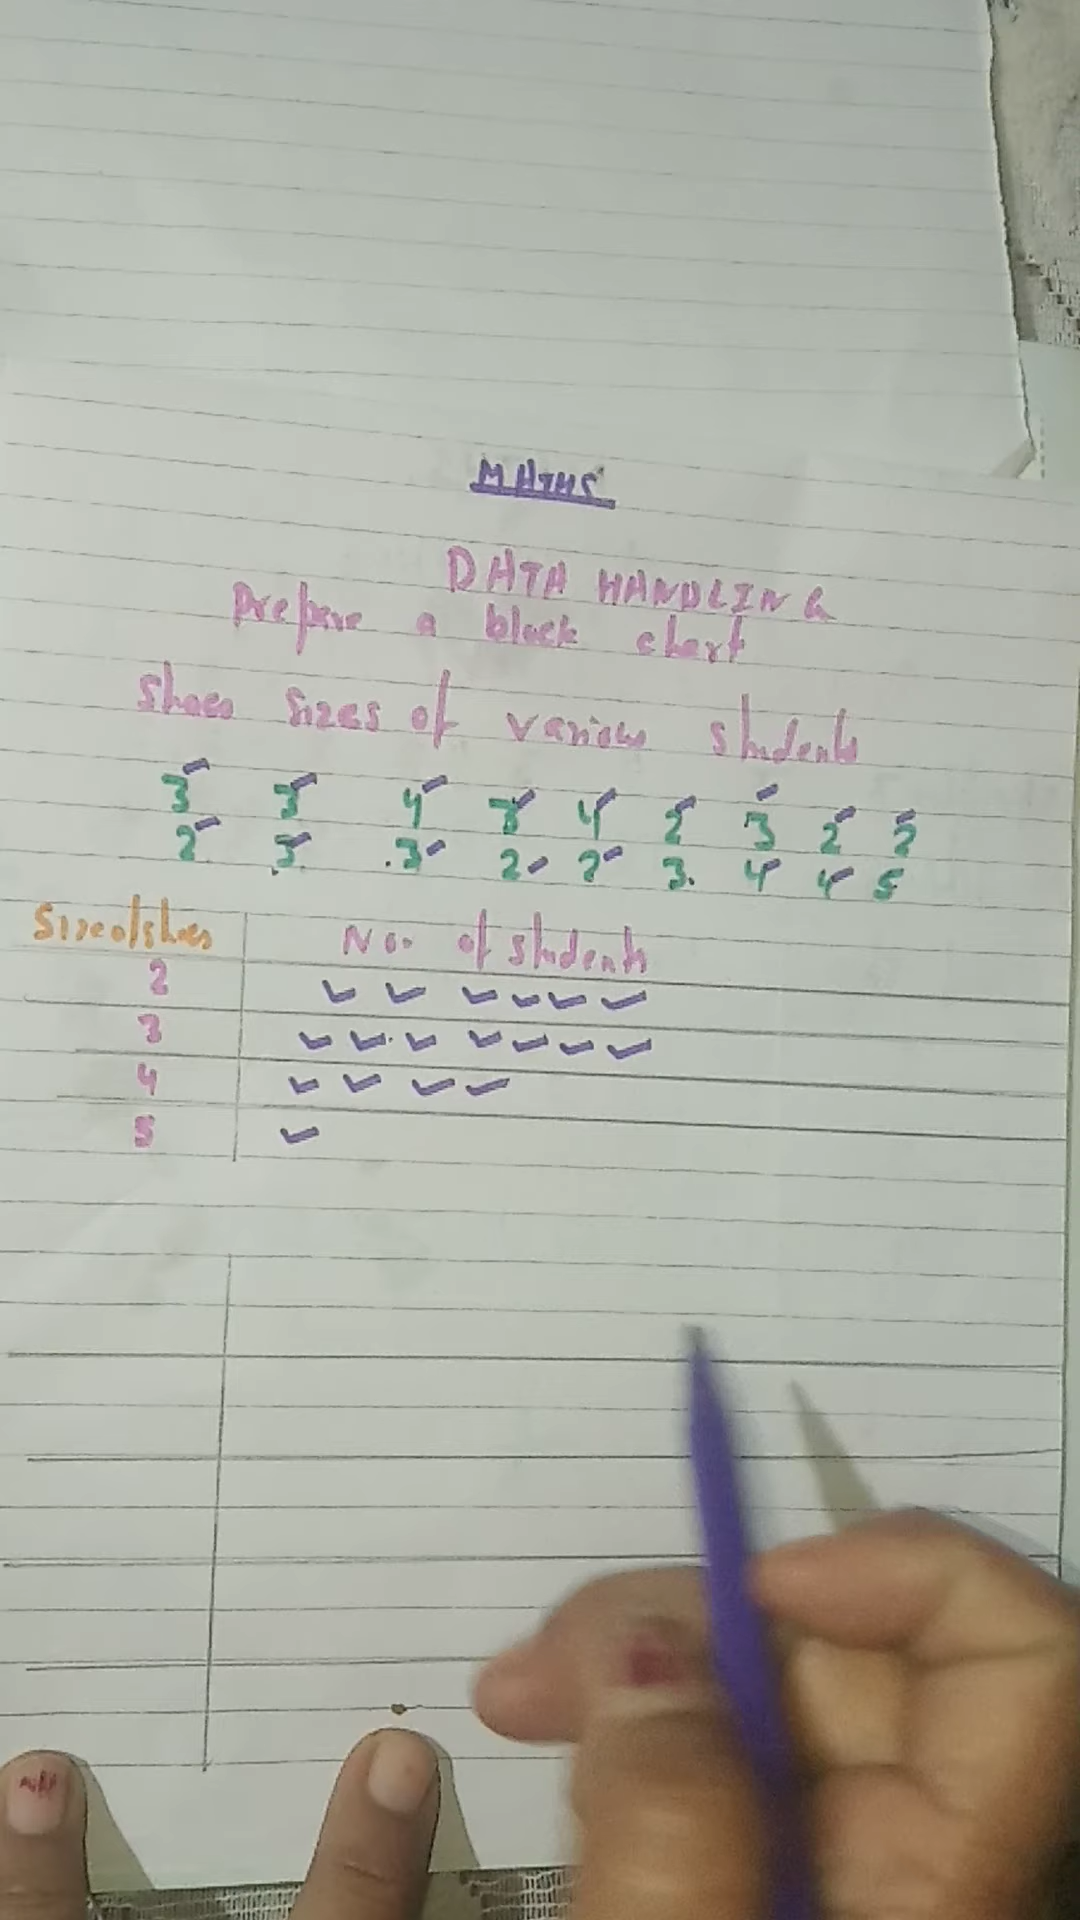 MATHS
DATA HANDLING
Prepare a block chart
Shoes Sizes of various students
3 3 4 3 4 2 3 2 2
2 3 3 2 2 3 4 4 5
Size of shoes No. of students
2 ✓ ✓ ✓ ✓ ✓ ✓
3 ✓ ✓ ✓ ✓ ✓ ✓ ✓
4 ✓ ✓ ✓ ✓
5 ✓